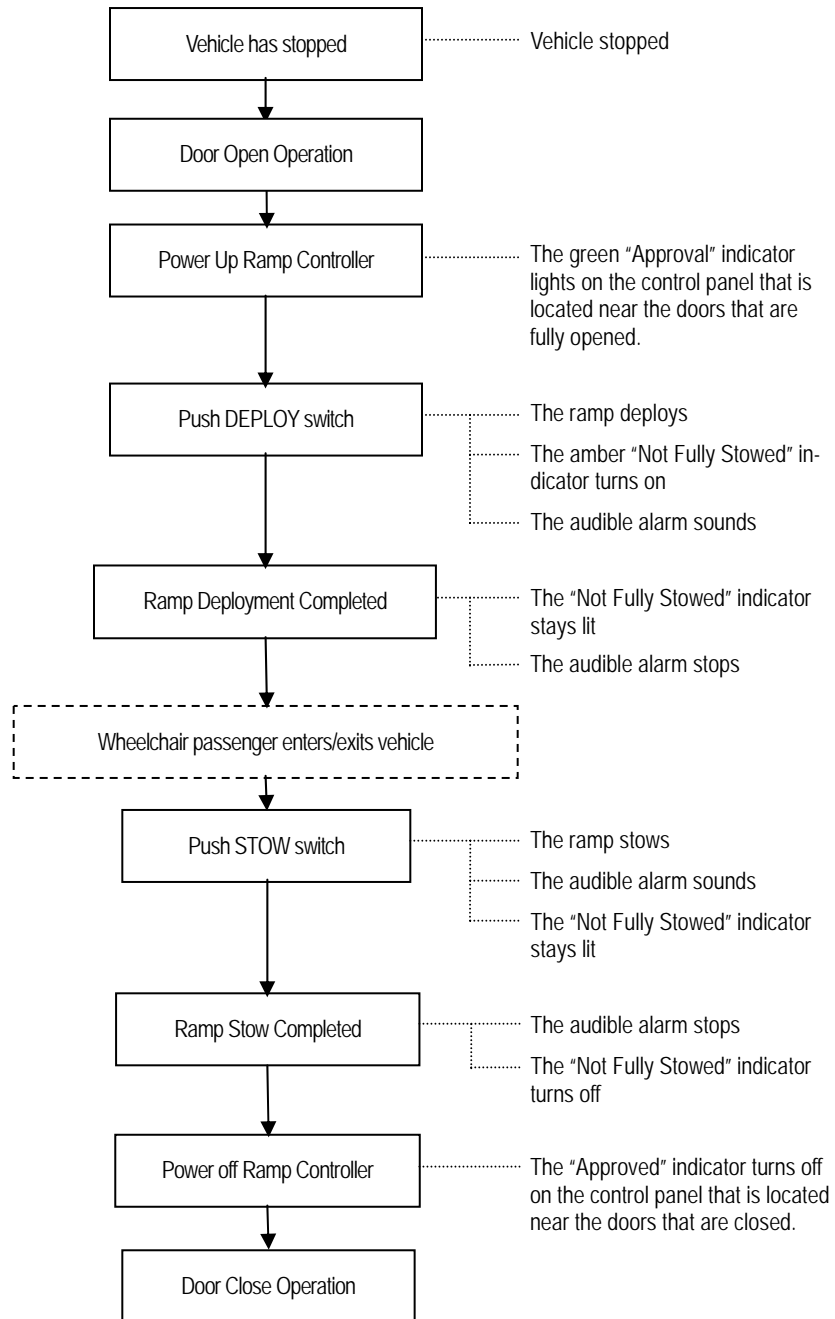 Vehicle has stopped
Vehicle stopped
Door Open Operation
Power Up Ramp Controller
The green “Approval” indicator
lights on the control panel that is
located near the doors that are
fully opened.
Push DEPLOY switch
The ramp deploys
The amber “Not Fully Stowed” in-
dicator turns on
The audible alarm sounds
Ramp Deployment Completed
The “Not Fully Stowed” indicator
stays lit
The audible alarm stops
Wheelchair passenger enters/exits vehicle
Push STOW switch
The ramp stows
The audible alarm sounds
The “Not Fully Stowed” indicator
stays lit
Ramp Stow Completed
The audible alarm stops
The “Not Fully Stowed” indicator
turns off
Power off Ramp Controller
The “Approved” indicator turns off
on the control panel that is located
near the doors that are closed.
Door Close Operation